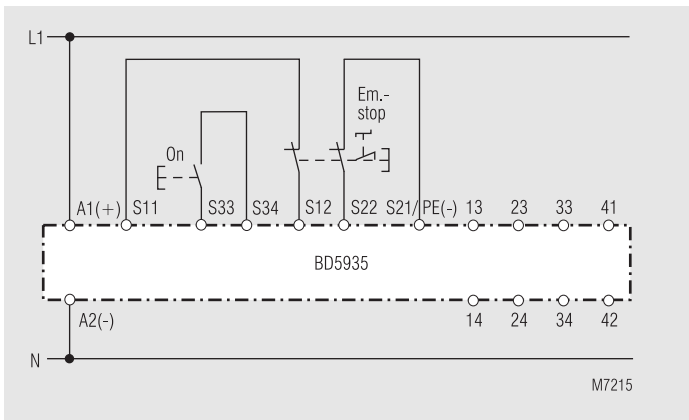 L1
Em.-
stop
On
A1(+) S11 S33 S34 S12 S22 S21/PE(-) 13 23 33 41
BD5935
A2(-) 14 24 34 42
N
M7215